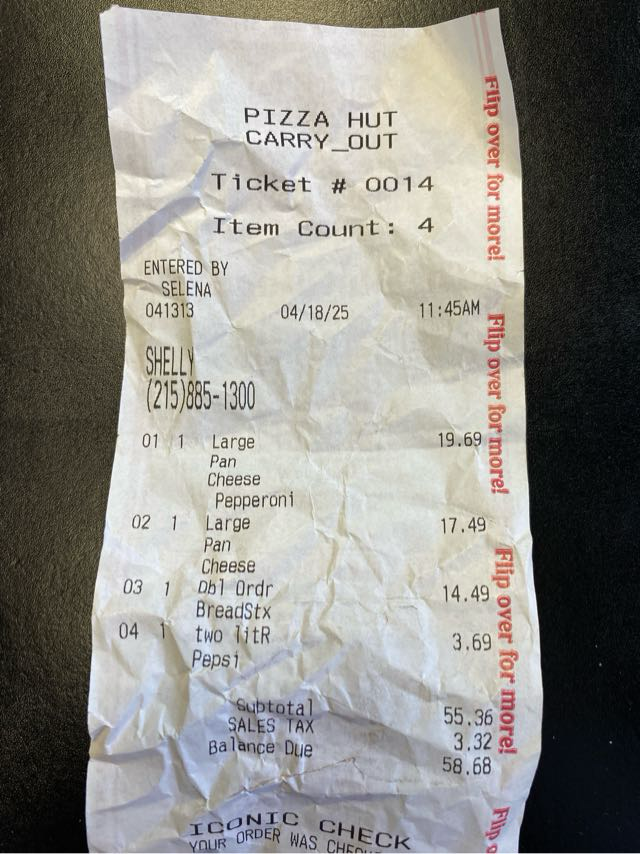 PIZZA HUT
CARRY_OUT
Ticket # 0014
Item Count: 4
ENTERED BY
SELENA
041313 04/18/25 11:45AM
SHELLY
(215)885-1300
01 1 Large 19.69
Pan
Cheese
Pepperoni
02 1 Large 17.49
Pan
Cheese
03 1 Dbl Ordr 14.49
BreadStx
04 1 two litR 3.69
Pepsi
Subtotal 55.36
SALES TAX 3.32
Balance Due 58.68
ICONIC CHECK
YOUR ORDER WAS
Flip over for more!
Flip over for more!
Flip over for more!
Flip